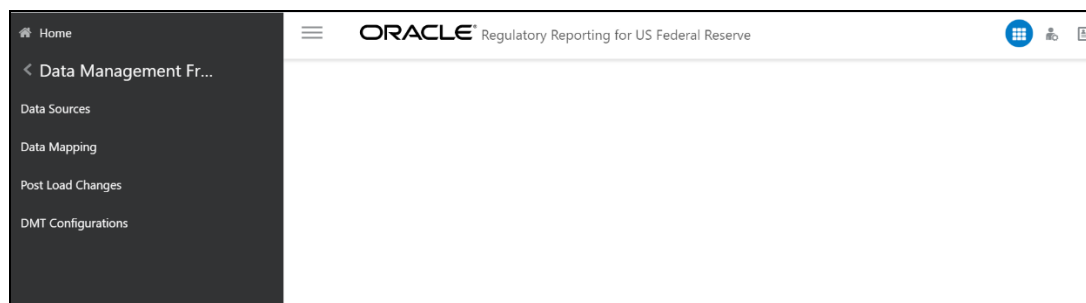 Home
Data Management Fr...
Data Sources
Data Mapping
Post Load Changes
DMT Configurations
ORACLE® Regulatory Reporting for US Federal Reserve